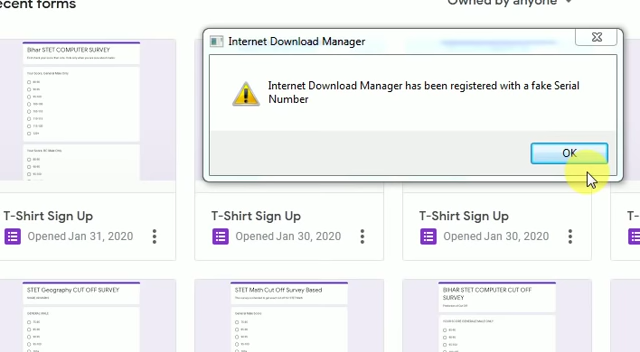 ecent forms
Owned by anyone
Internet Download Manager
Internet Download Manager has been registered with a fake Serial
Number
OK
Bihar STET COMPUTER SURVEY
T-Shirt Sign Up
Opened Jan 31, 2020
T-Shirt Sign Up
Opened Jan 30, 2020
T-Shirt Sign Up
Opened Jan 30, 2020
T-
STET Geography CUT OFF SURVEY
STET Math Cut Off Survey Based
BIHAR STET COMPUTER CUT OFF
SURVEY